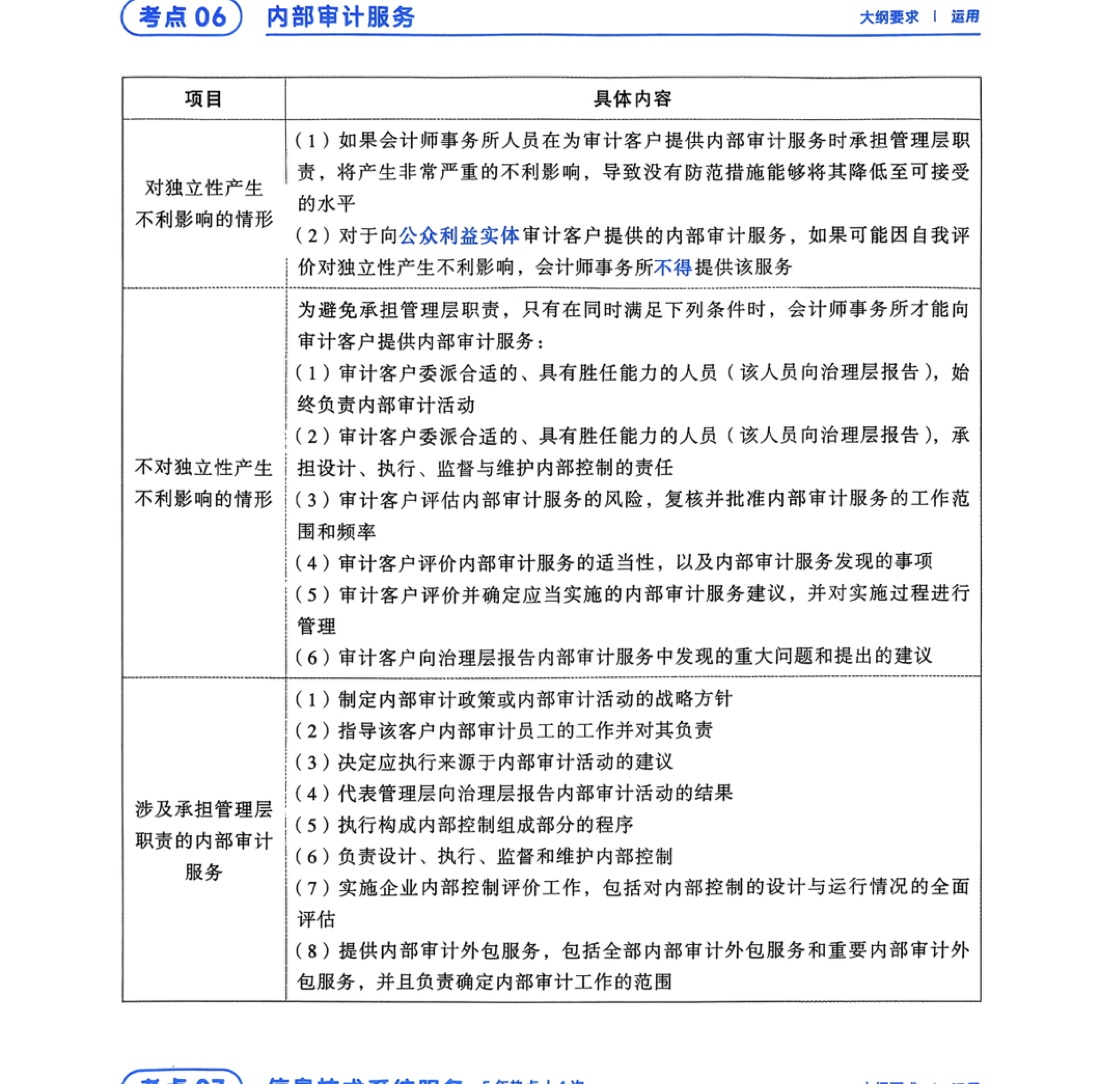 考点 06 内部审计服务 大纲要求 | 运用
项目 具体内容
对独立性产生
不利影响的情形
(1)如果会计师事务所人员在为审计客户提供内部审计服务时承担管理层职
责，将产生非常严重的不利影响，导致没有防范措施能够将其降低至可接受
的水平
(2)对于向公众利益实体审计客户提供的内部审计服务，如果可能因自我评
价对独立性产生不利影响，会计师事务所不得提供该服务
不对独立性产生
不利影响的情形
为避免承担管理层职责，只有在同时满足下列条件时，会计师事务所才能向
审计客户提供内部审计服务：
(1)审计客户委派合适的、具有胜任能力的人员(该人员向治理层报告)，始
终负责内部审计活动
(2)审计客户委派合适的、具有胜任能力的人员(该人员向治理层报告)，承
担设计、执行、监督与维护内部控制的责任
(3)审计客户评估内部审计服务的风险，复核并批准内部审计服务的工作范
围和频率
(4)审计客户评价内部审计服务的适当性，以及内部审计服务发现的事项
(5)审计客户评价并确定应当实施的内部审计服务建议，并对实施过程进行
管理
(6)审计客户向治理层报告内部审计服务中发现的重大问题和提出的建议
涉及承担管理层
职责的内部审计
服务
(1)制定内部审计政策或内部审计活动的战略方针
(2)指导该客户内部审计员工的工作并对其负责
(3)决定应执行来源于内部审计活动的建议
(4)代表管理层向治理层报告内部审计活动的结果
(5)执行构成内部控制组成部分的程序
(6)负责设计、执行、监督和维护内部控制
(7)实施企业内部控制评价工作，包括对内部控制的设计与运行情况的全面
评估
(8)提供内部审计外包服务，包括全部内部审计外包服务和重要内部审计外
包服务，并且负责确定内部审计工作的范围
考点 07 信息技术系统服务 大纲要求 |